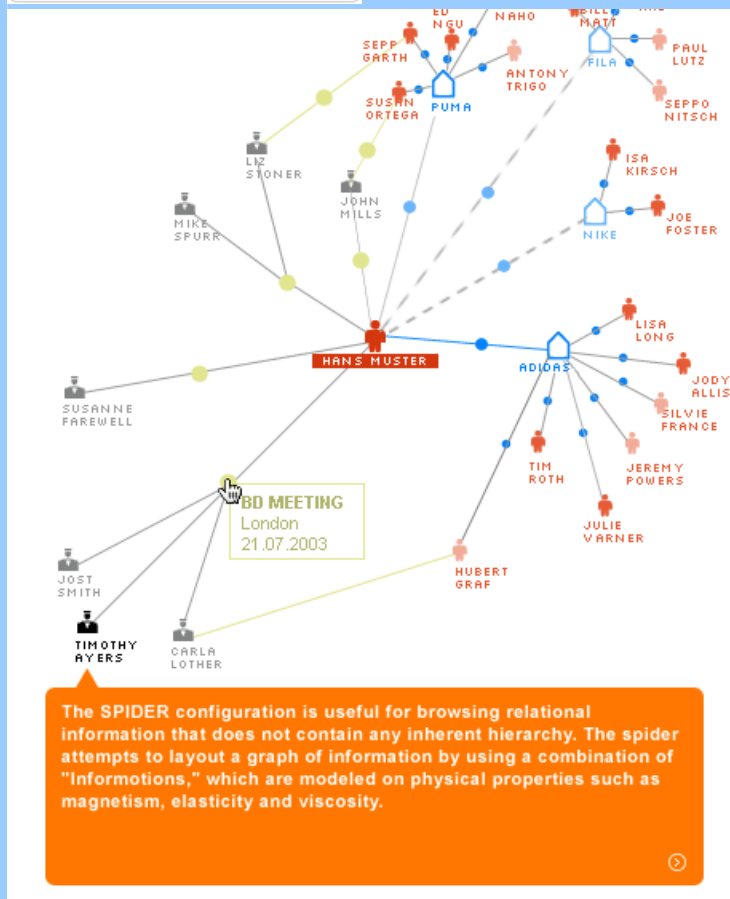 ED
NGU
NAHO
BILL
MATT
SEPP
GARTH
PAUL
LUTZ
FILA
ANTONY
TRIGO
SUSAN
ORTEGA
PUMA
SEPPO
NITSCH
LIZ
STONER
ISA
KIRSCH
JOHN
MILLS
MIKE
SPURR
JOE
FOSTER
NIKE
LISA
LONG
HANS MUSTER
ADIDAS
JODY
ALLIS
SUSANNE
FAREWELL
SILVIE
FRANCE
TIM
ROTH
JEREMY
POWERS
BD MEETING
London
21.07.2003
JULIE
VARNER
HUBERT
GRAF
JOST
SMITH
TIMOTHY
AYERS
CARLA
LOTHER
The SPIDER configuration is useful for browsing relational
information that does not contain any inherent hierarchy. The spider
attempts to layout a graph of information by using a combination of
"Informotions," which are modeled on physical properties such as
magnetism, elasticity and viscosity.